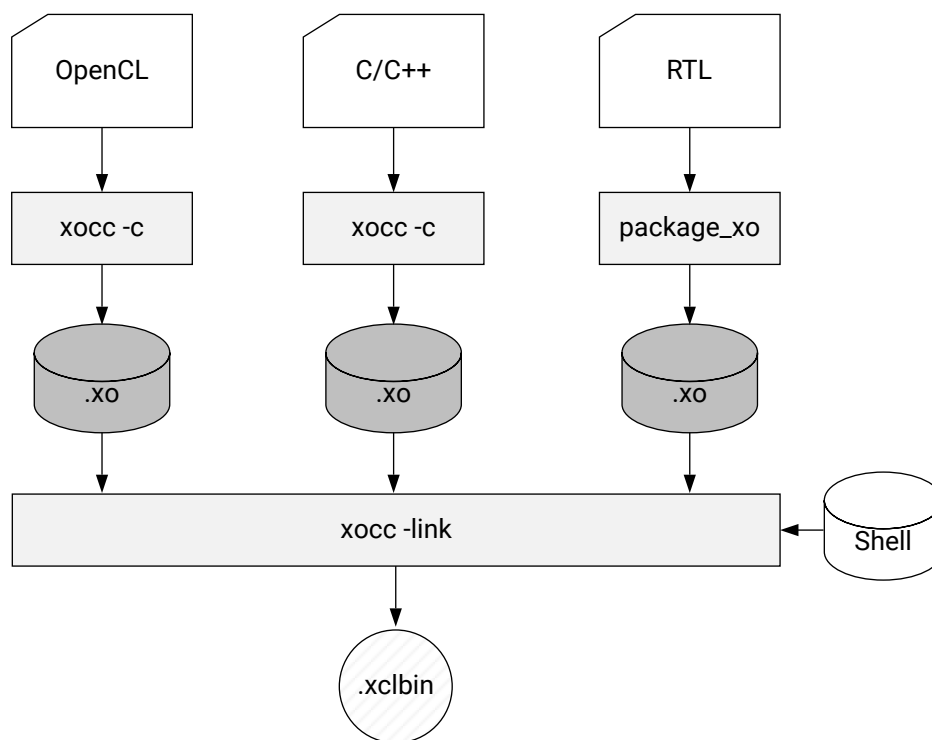 OpenCL
C/C++
RTL
xocc -c
xocc -c
package_xo
.xo
.xo
.xo
xocc -link
Shell
.xclbin